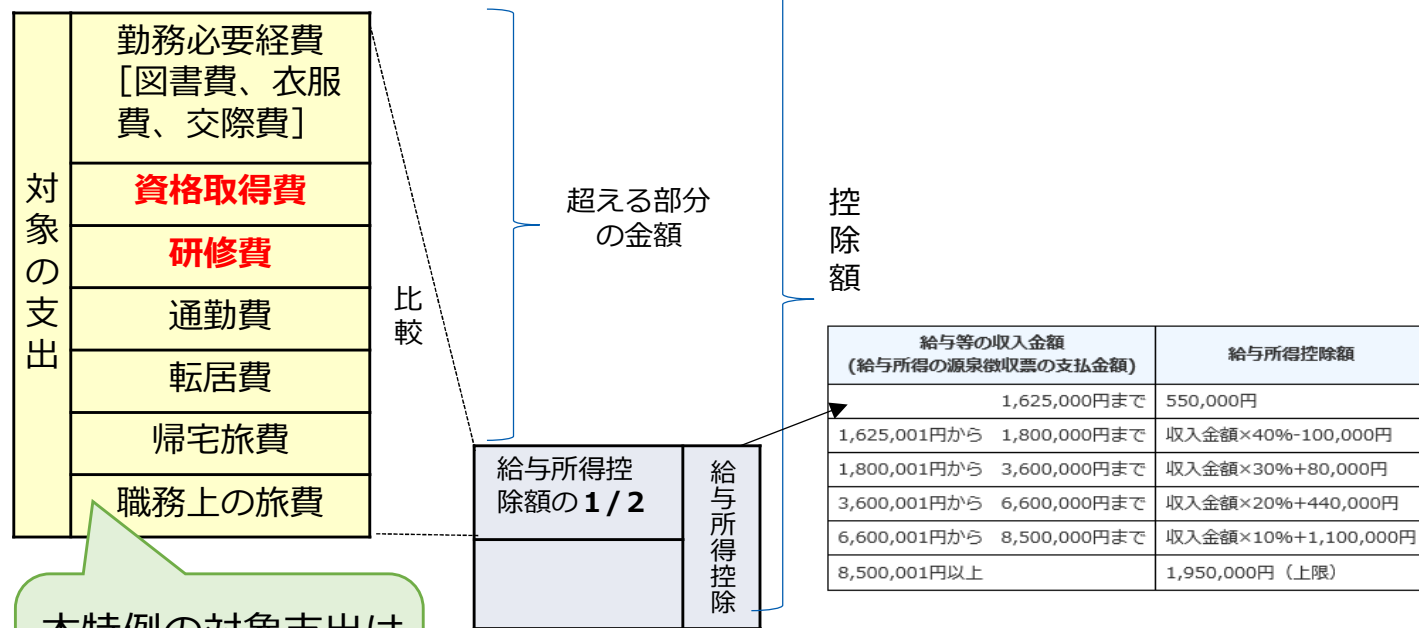 対象の支出
勤務必要経費
[図書費、衣服
費、交際費]
資格取得費
研修費
通勤費
転居費
帰宅旅費
職務上の旅費
比較
超える部分
の金額
控除額
給与所得控
除額の1/2
給与所得控除
給与等の収入金額
(給与所得の源泉徴収票の支払金額)
給与所得控除額
1,625,000円まで 550,000円
1,625,001円から 1,800,000円まで 収入金額×40%-100,000円
1,800,001円から 3,600,000円まで 収入金額×30%+80,000円
3,600,001円から 6,600,000円まで 収入金額×20%+440,000円
6,600,001円から 8,500,000円まで 収入金額×10%+1,100,000円
8,500,001円以上 1,950,000円（上限）
本特例の対象支出は